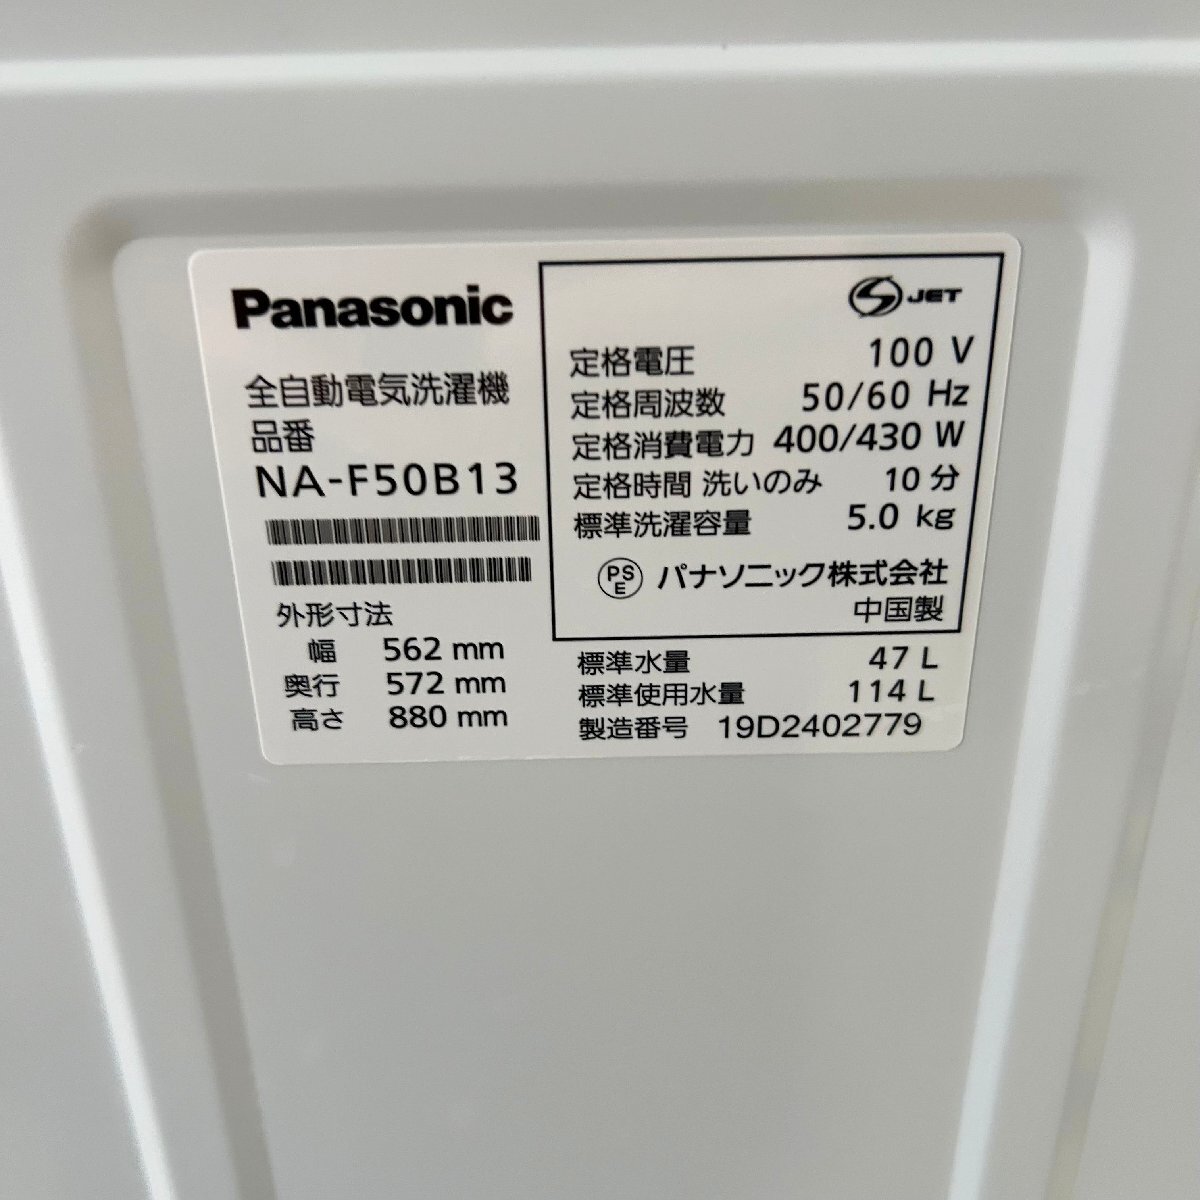 Panasonic
全自動電気洗濯機
品番
NA-F50B13
外形寸法
幅 562 mm
奥行 572 mm
高さ 880 mm
JET
定格電圧 100 V
定格周波数 50/60 Hz
定格消費電力 400/430 W
定格時間 洗いのみ 10 分
標準洗濯容量 5.0 kg
PSE パナソニック株式会社
中国製
標準水量 47 L
標準使用水量 114 L
製造番号 19D2402779